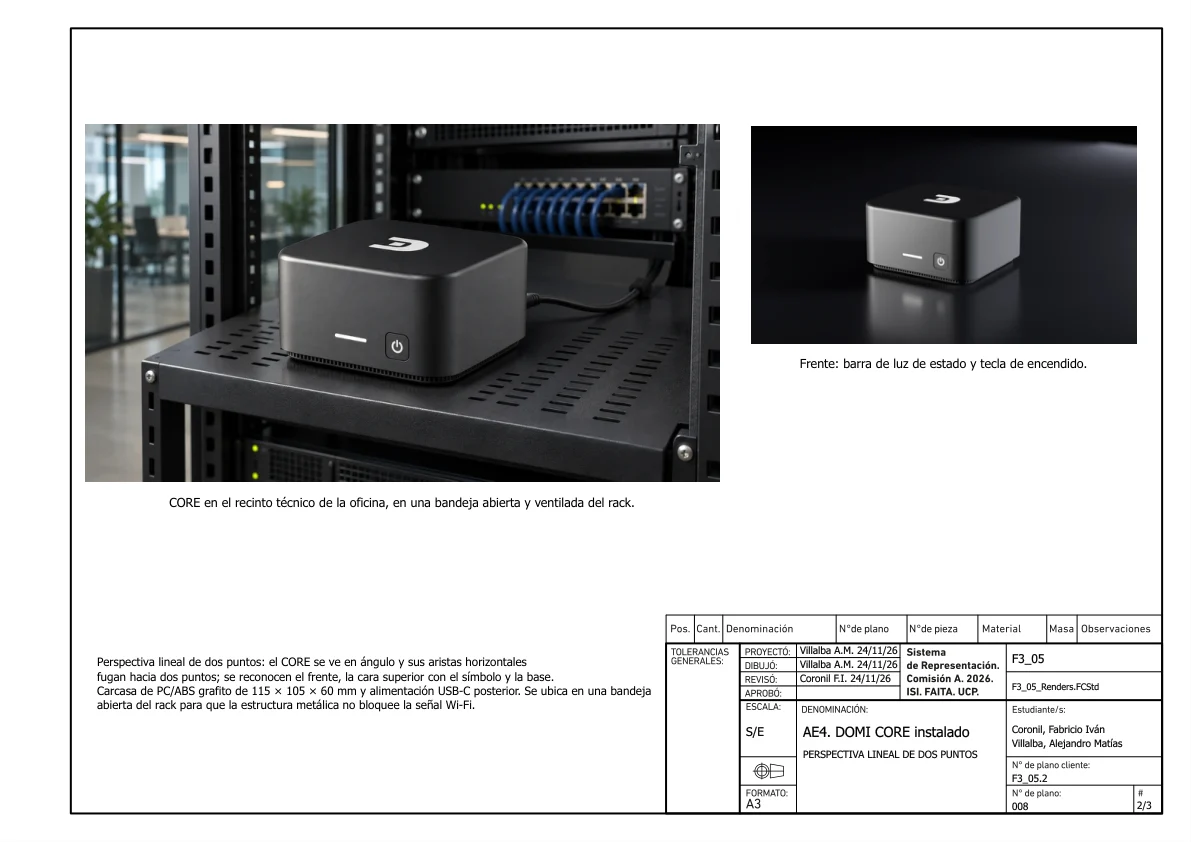 CORE en el recinto técnico de la oficina, en una bandeja abierta y ventilada del rack.
Frente: barra de luz de estado y tecla de encendido.
Perspectiva lineal de dos puntos: el CORE se ve en ángulo y sus aristas horizontales
fugan hacia dos puntos; se reconocen el frente, la cara superior con el símbolo y la base.
Carcasa de PC/ABS grafito de 115 × 105 × 60 mm y alimentación USB-C posterior. Se ubica en una bandeja
abierta del rack para que la estructura metálica no bloquee la señal Wi-Fi.
Pos. Cant. Denominación N°de plano N°de pieza Material Masa Observaciones
TOLERANCIAS
GENERALES:
PROYECTÓ: Villalba A.M. 24/11/26
DIBUJÓ: Villalba A.M. 24/11/26
REVISÓ: Coronil F.I. 24/11/26
APROBÓ:
Sistema
de Representación.
Comisión A. 2026.
ISI. FAITA. UCP.
F3_05
F3_05_Renders.FCStd
ESCALA:
S/E
DENOMINACIÓN:
AE4. DOMI CORE instalado
PERSPECTIVA LINEAL DE DOS PUNTOS
Estudiante/s:
Coronil, Fabricio Iván
Villalba, Alejandro Matías
N° de plano cliente:
F3_05.2
FORMATO:
A3
N° de plano:
008
#
2/3